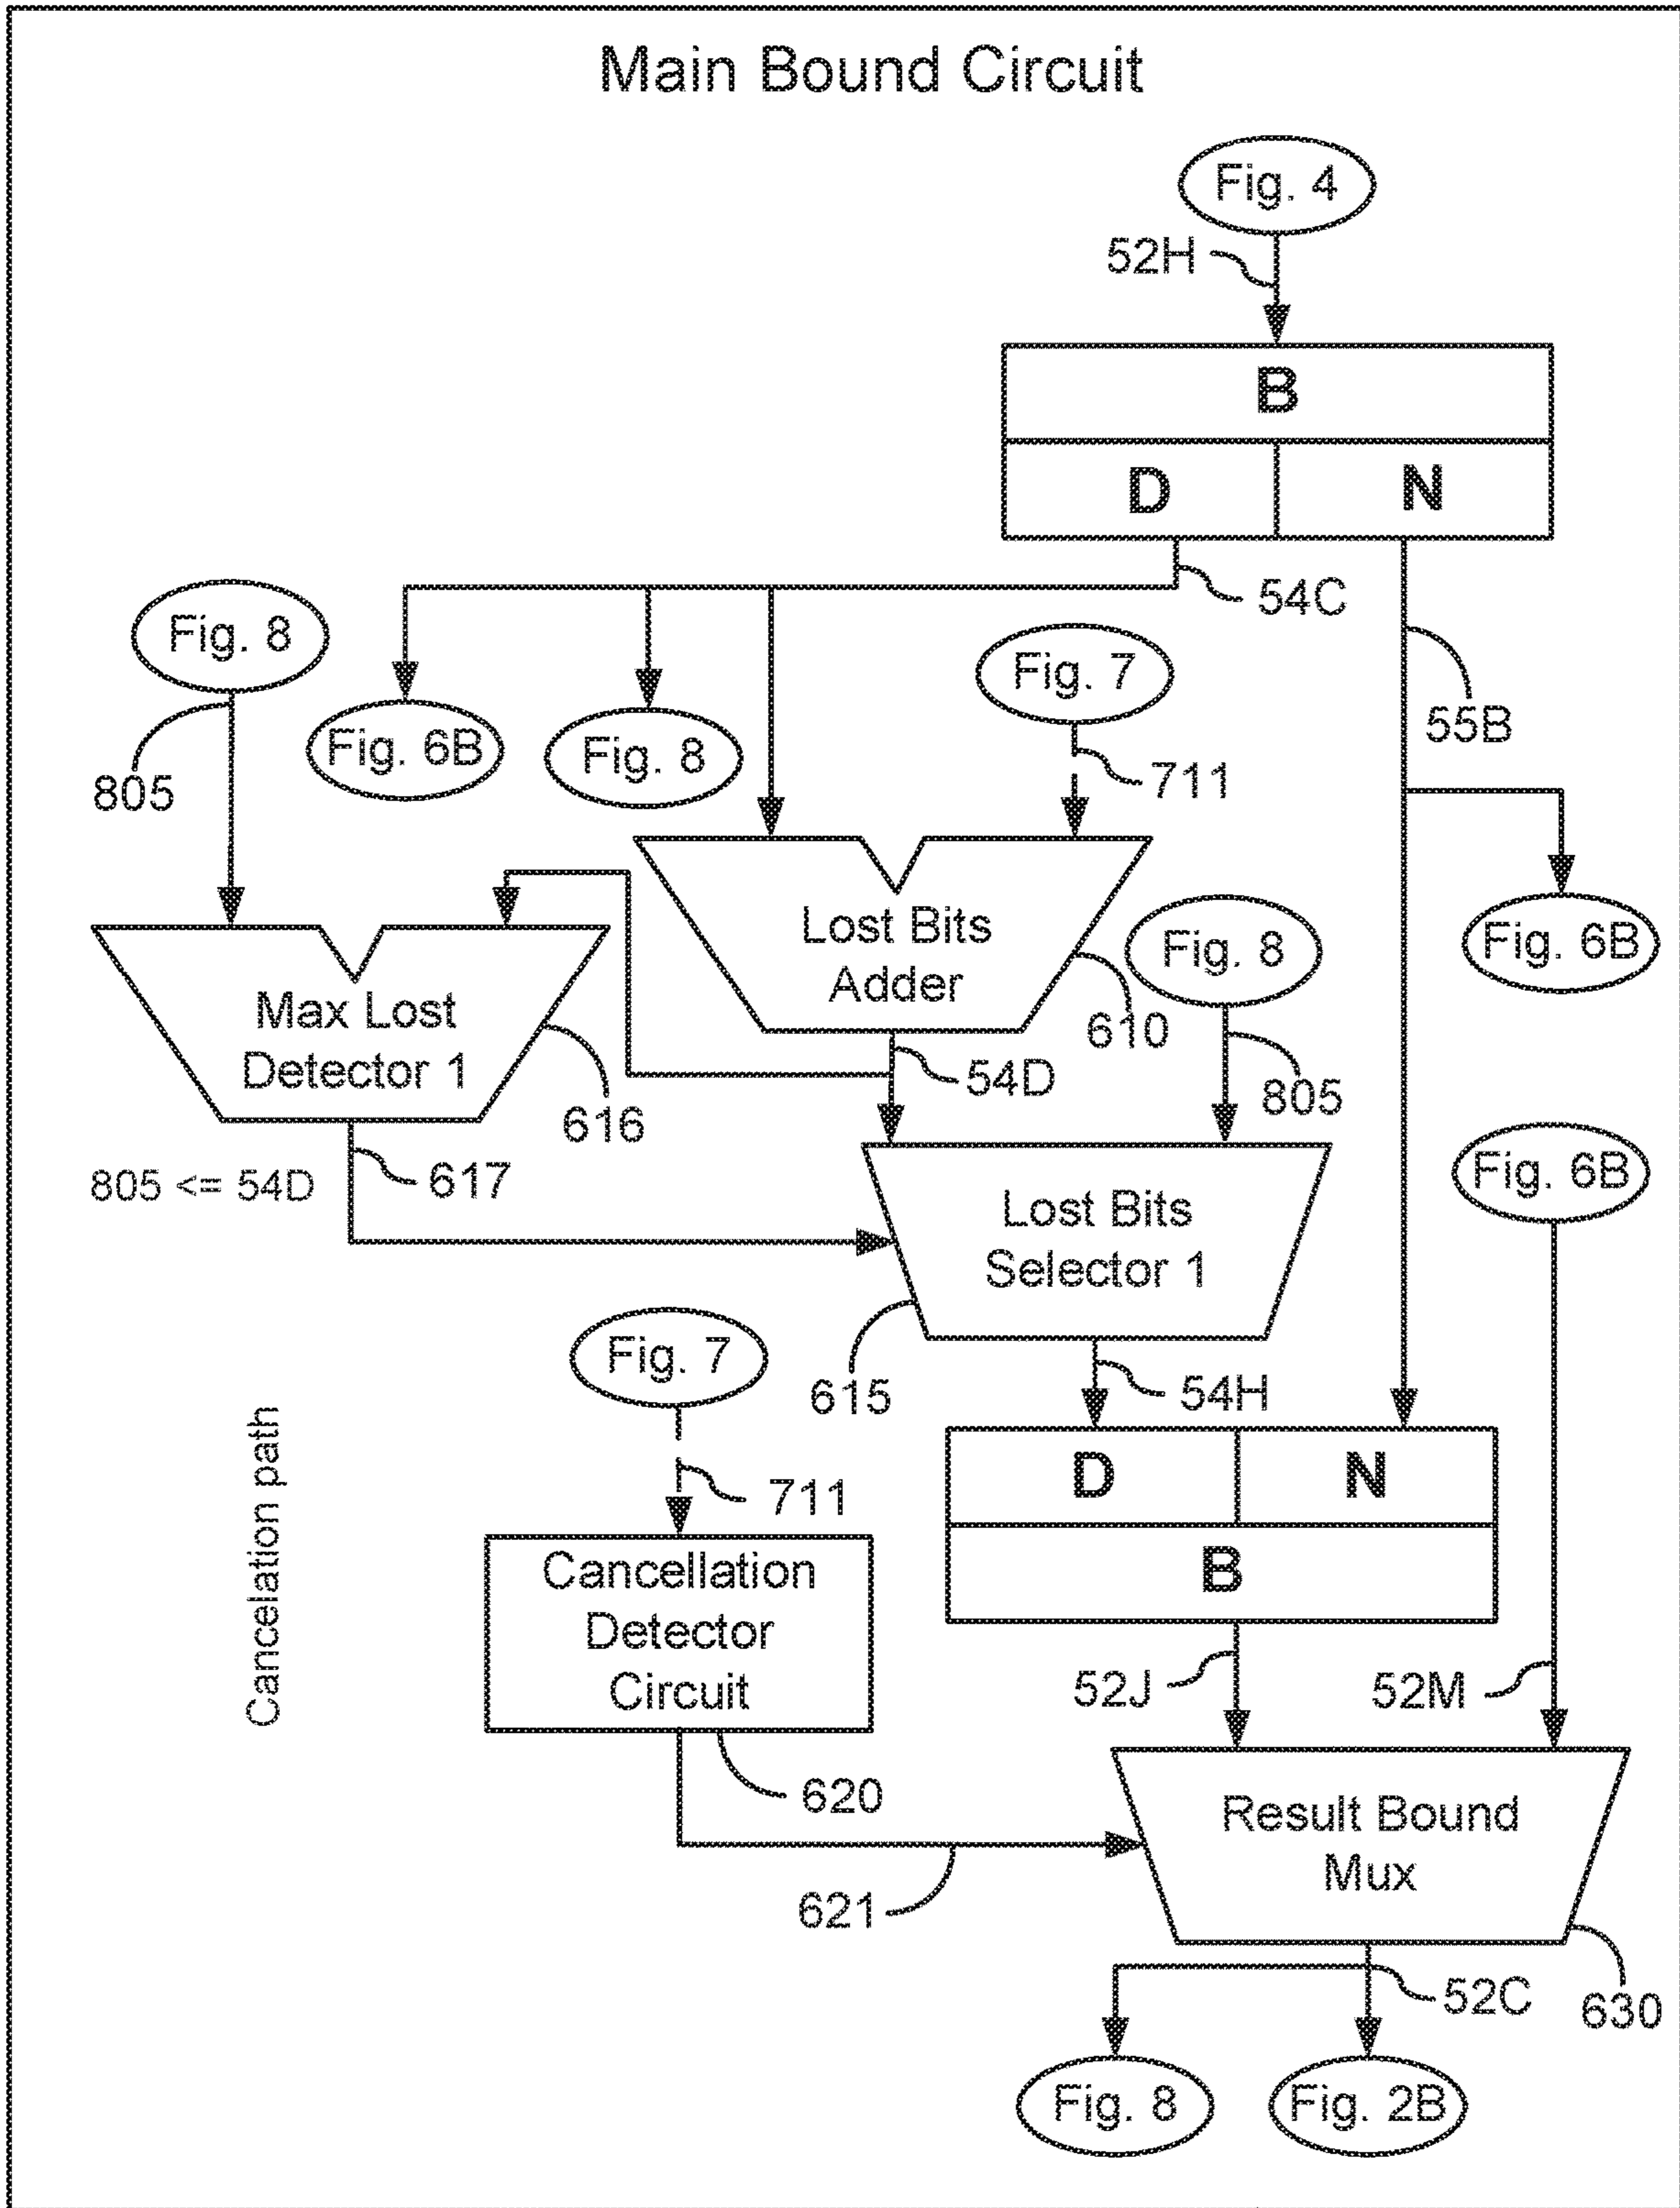 Main Bound Circuit
Fig. 4
52H
B
D
N
54C
Fig. 8
Fig. 7
55B
Fig. 6B
Fig. 8
805
711
Lost Bits
Adder
Fig. 8
Fig. 6B
Max Lost
Detector 1
610
54D
805
616
805 <= 54D
617
Fig. 6B
Lost Bits
Selector 1
Fig. 7
615
54H
Cancelation path
711
D
N
Cancellation
Detector
Circuit
B
52J
52M
620
Result Bound
Mux
621
52C
630
Fig. 8
Fig. 2B